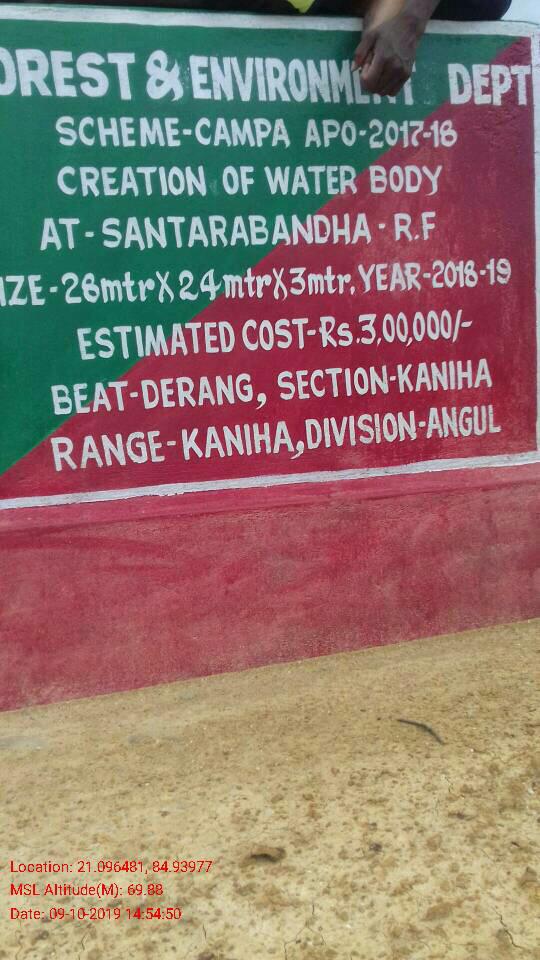 OREST & ENVIRONME DEPT
SCHEME-CAMPA APO-2017-18
CREATION OF WATER BODY
AT-SANTARABANDHA-R.F
IZE-26mtrX24mtrX3mtr.YEAR-2018-19
ESTIMATED COST-Rs.3,00,000/-
BEAT-DERANG, SECTION-KANIHA
RANGE-KANIHA,DIVISION-ANGUL
Location: 21.096481, 84.93977
MSL Altitude(M): 69.88
Date: 09-10-2019 14:54:50